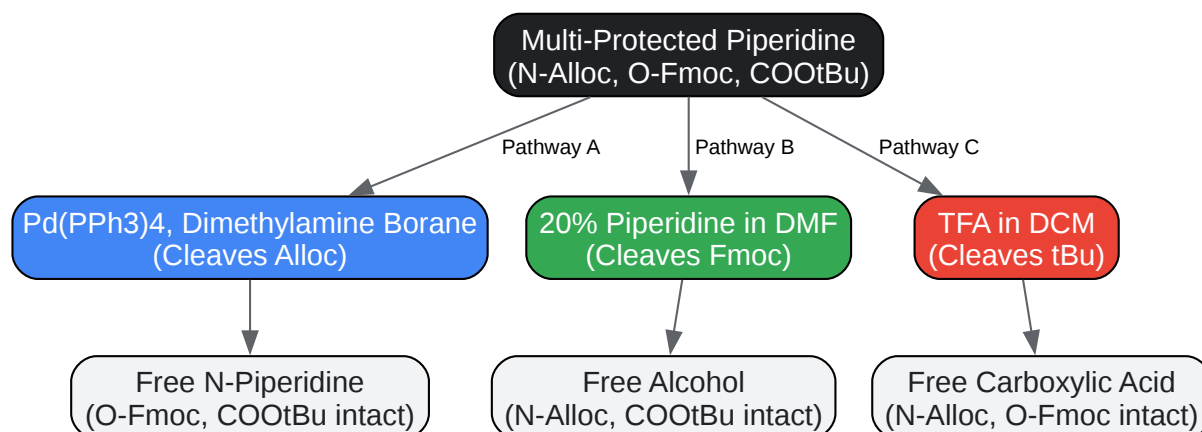 Multi-Protected Piperidine
(N-Alloc, O-Fmoc, COOtBu)
Pathway A
Pathway B
Pathway C
Pd(PPh3)4, Dimethylamine Borane
(Cleaves Alloc)
20% Piperidine in DMF
(Cleaves Fmoc)
TFA in DCM
(Cleaves tBu)
Free N-Piperidine
(O-Fmoc, COOtBu intact)
Free Alcohol
(N-Alloc, COOtBu intact)
Free Carboxylic Acid
(N-Alloc, O-Fmoc intact)